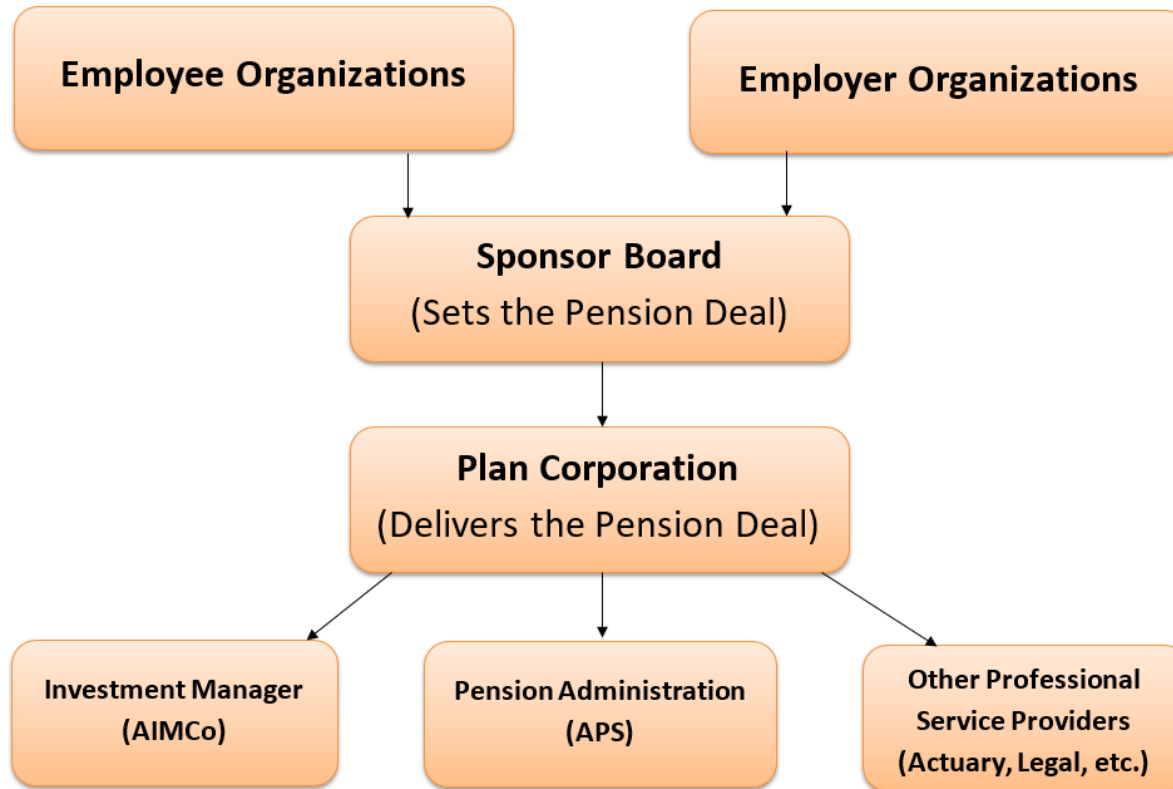 Employee Organizations
Employer Organizations
Sponsor Board
(Sets the Pension Deal)
Plan Corporation
(Delivers the Pension Deal)
Investment Manager
(AIMCo)
Pension Administration
(APS)
Other Professional
Service Providers
(Actuary, Legal, etc.)